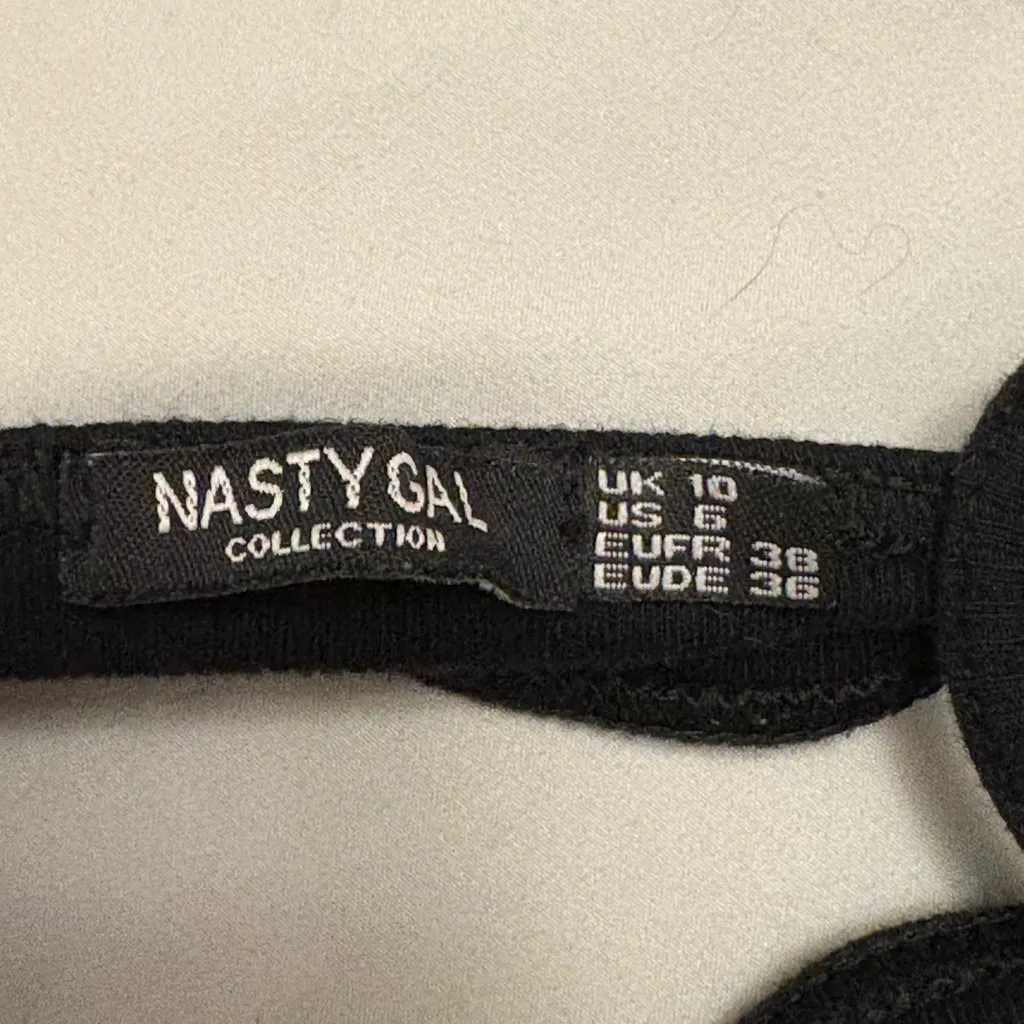 NASTY GAL
COLLECTION
UK 10
US 6
EUFR 38
EUDE 36